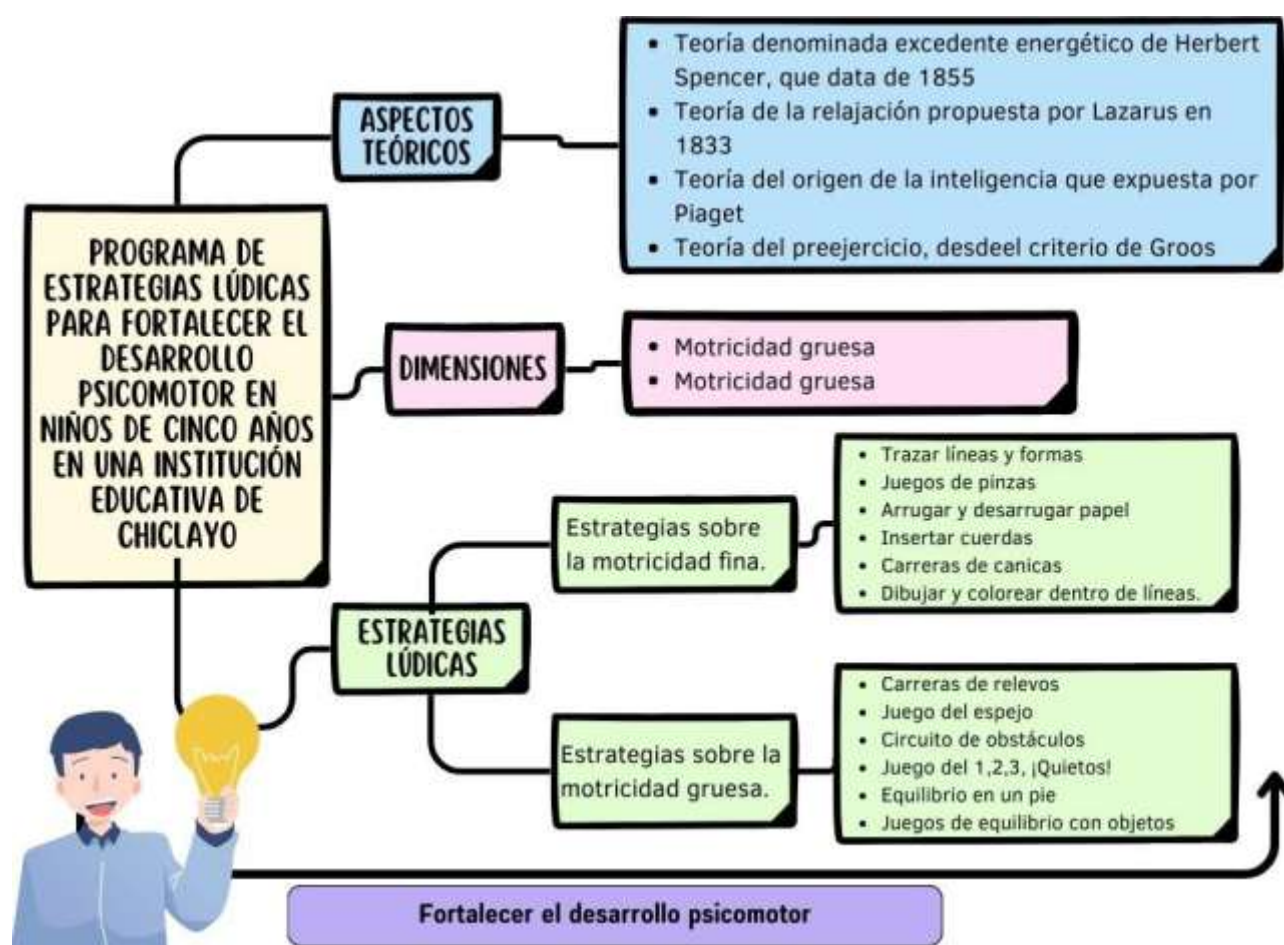 PROGRAMA DE
ESTRATEGIAS LÚDICAS
PARA FORTALECER EL
DESARROLLO
PSICOMOTOR EN
NIÑOS DE CINCO AÑOS
EN UNA INSTITUCIÓN
EDUCATIVA DE
CHICLAYO
ASPECTOS
TEÓRICOS
• Teoría denominada excedente energético de Herbert
Spencer, que data de 1855
• Teoría de la relajación propuesta por Lazarus en
1833
• Teoría del origen de la inteligencia que expuesta por
Piaget
• Teoría del preejercicio, desdeel criterio de Groos
DIMENSIONES
• Motricidad gruesa
• Motricidad gruesa
ESTRATEGIAS
LÚDICAS
Estrategias sobre
la motricidad fina.
• Trazar líneas y formas
• Juegos de pinzas
• Arrugar y desarrugar papel
• Insertar cuerdas
• Carreras de canicas
• Dibujar y colorear dentro de líneas.
Estrategias sobre la
motricidad gruesa.
• Carreras de relevos
• Juego del espejo
• Circuito de obstáculos
• Juego del 1,2,3, ¡Quietos!
• Equilibrio en un pie
• Juegos de equilibrio con objetos
Fortalecer el desarrollo psicomotor